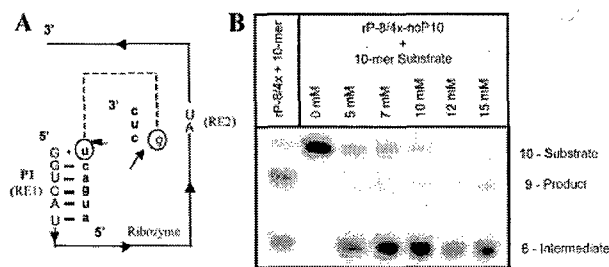 A
3'
3'
c u c
g
U A (RE2)
5'
P1
(RE1)
G G U C A U
u c a g u a
5'
Ribozyme
B
rP-8/4x + 10-mer
rP-8/4x-noP10
+
10-mer Substrate
0 mM
5 mM
7 mM
10 mM
12 mM
15 mM
10 - Substrate
9 - Product
6 - Intermediate